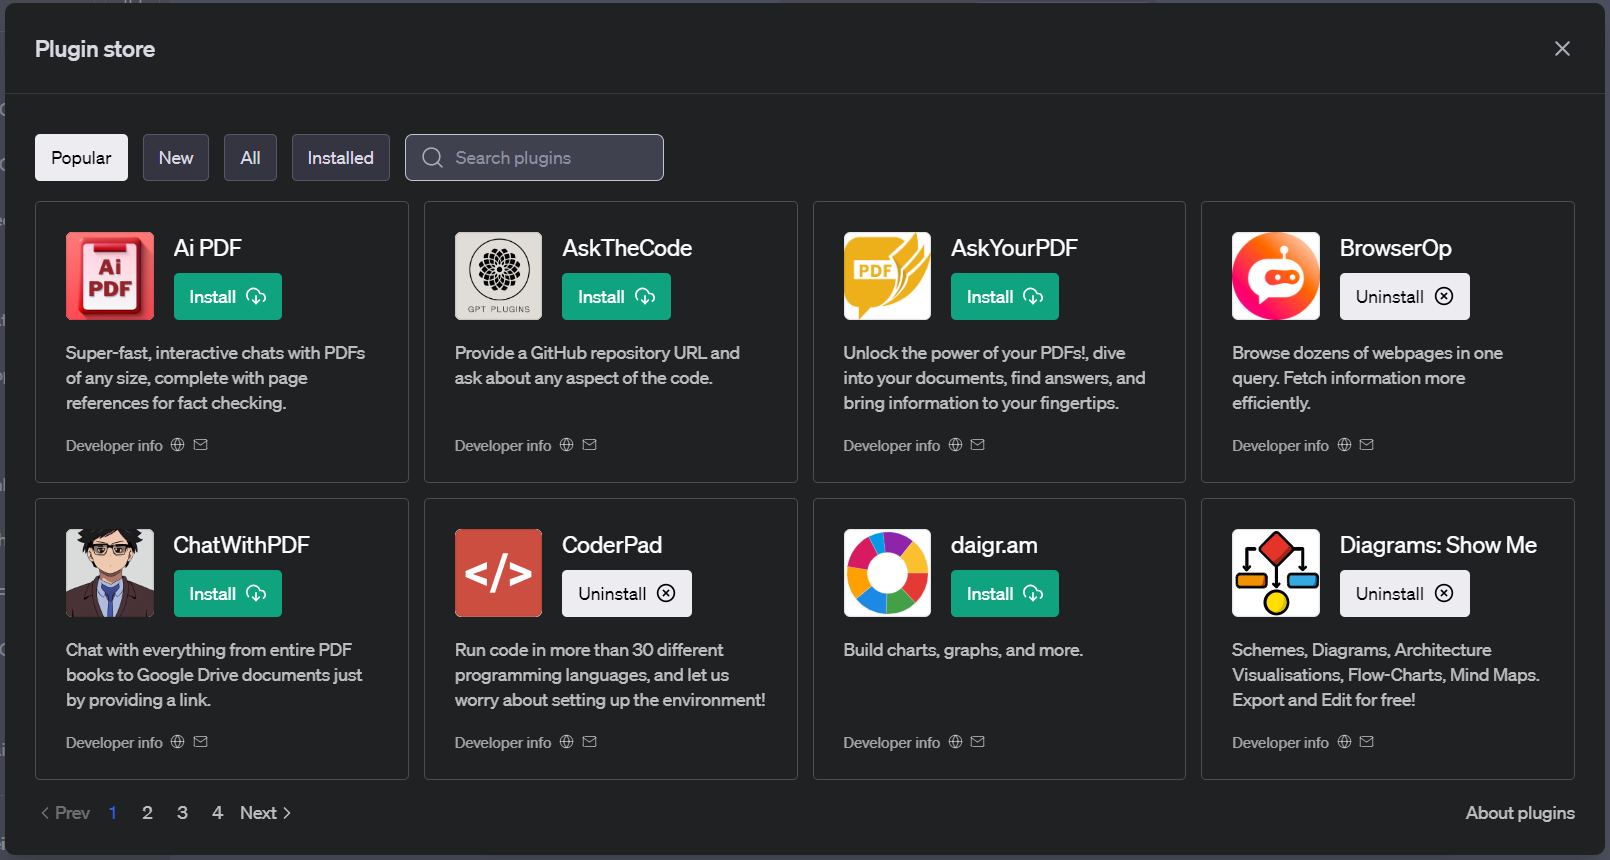 Plugin store
Popular
New
All
Installed
Search plugins
Ai PDF
Ai
PDF
Install
Super-fast, interactive chats with PDFs
of any size, complete with page
references for fact checking.
Developer info
AskTheCode
GPT PLUGINS
Install
Provide a GitHub repository URL and
ask about any aspect of the code.
Developer info
AskYourPDF
PDF
Install
Unlock the power of your PDFs!, dive
into your documents, find answers, and
bring information to your fingertips.
Developer info
BrowserOp
Uninstall
Browse dozens of webpages in one
query. Fetch information more
efficiently.
Developer info
ChatWithPDF
Install
Chat with everything from entire PDF
books to Google Drive documents just
by providing a link.
Developer info
CoderPad
</>
Uninstall
Run code in more than 30 different
programming languages, and let us
worry about setting up the environment!
Developer info
daigr.am
Install
Build charts, graphs, and more.
Developer info
Diagrams: Show Me
Uninstall
Schemes, Diagrams, Architecture
Visualisations, Flow-Charts, Mind Maps.
Export and Edit for free!
Developer info
Prev 1 2 3 4 Next
About plugins